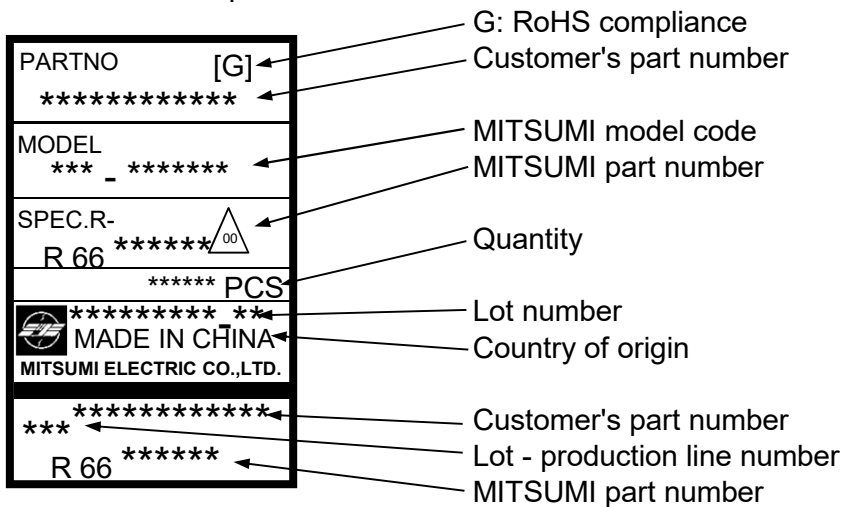 G: RoHS compliance
PARTNO [G]
Customer's part number
************
MODEL
MITSUMI model code
*** - *******
MITSUMI part number
SPEC.R-
R 66 ****** 00
Quantity
****** PCS
*********-**
Lot number
MADE IN CHINA
Country of origin
MITSUMI ELECTRIC CO.,LTD.
************
Customer's part number
***
Lot - production line number
R 66 ******
MITSUMI part number